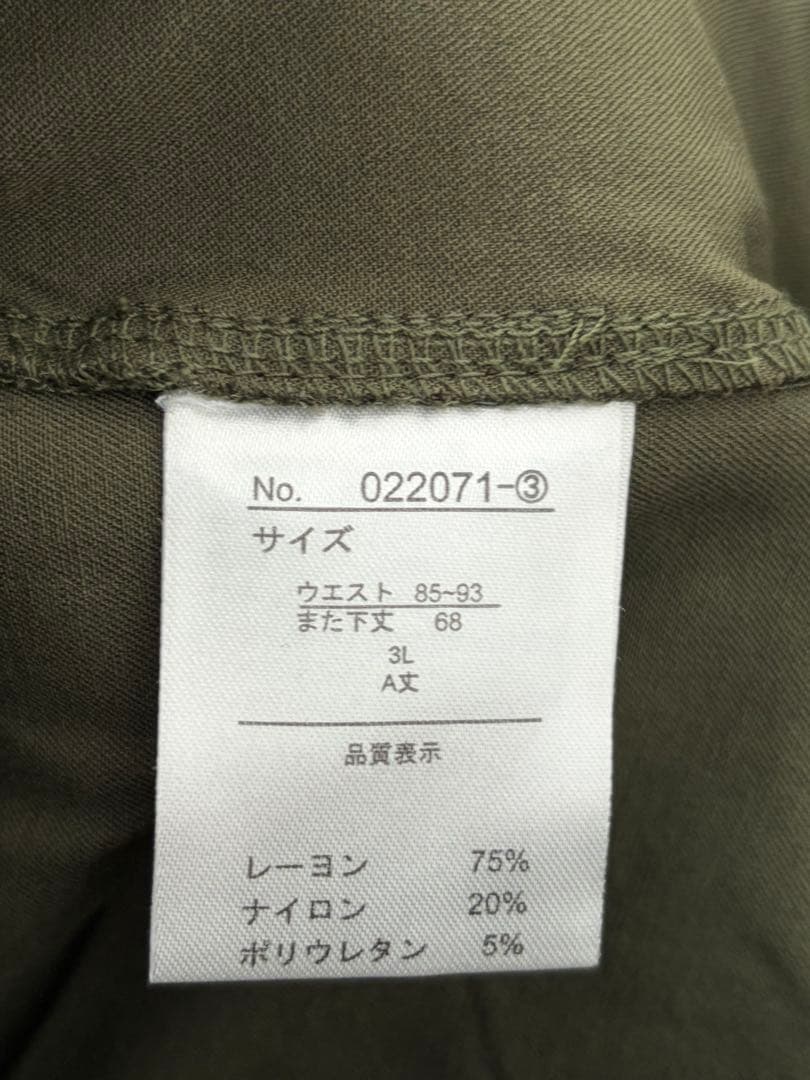 No. 022071-③
サイズ
ウエスト 85~93
また下丈 68
3L
A丈
品質表示
レーヨン 75%
ナイロン 20%
ポリウレタン 5%